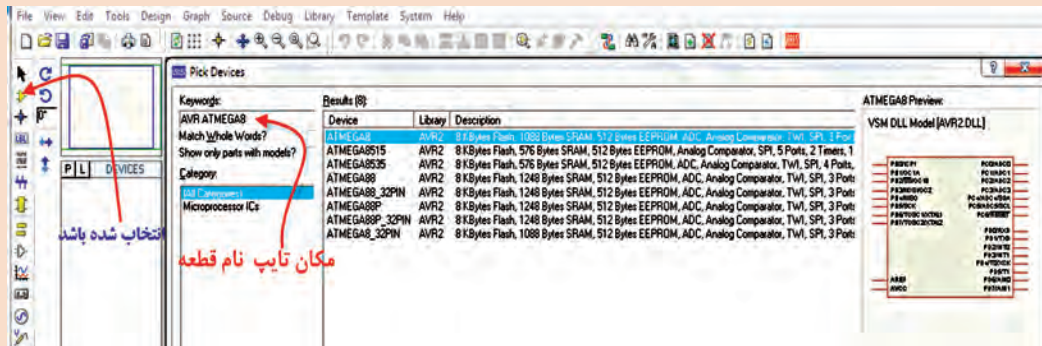 File View Edit Tools Design Graph Source Debug Library Template System Help
Pick Devices
Keywords:
AVR ATMEGA8
Match Whole Words?
Show only parts with models?
Category:
(All Categories)
Microprocessor ICs
Results (8):
Device Library Description
ATMEGA8 AVR2 8 KBytes Flash, 1088 Bytes SRAM, 512 Bytes EEPROM, ADC, Analog Comparator, TWI, SPI, 3 Por
ATMEGA8515 AVR2 8 KBytes Flash, 576 Bytes SRAM, 512 Bytes EEPROM, Analog Comparator, SPI, 5 Ports, 2 Timers, 1
ATMEGA8535 AVR2 8 KBytes Flash, 576 Bytes SRAM, 512 Bytes EEPROM, ADC, Analog Comparator, TWI, SPI, 4 Ports,
ATMEGA88 AVR2 8 KBytes Flash, 1248 Bytes SRAM, 512 Bytes EEPROM, ADC, Analog Comparator, TWI, SPI, 3 Ports
ATMEGA88_32PIN AVR2 8 KBytes Flash, 1248 Bytes SRAM, 512 Bytes EEPROM, ADC, Analog Comparator, TWI, SPI, 3 Ports
ATMEGA88P AVR2 8 KBytes Flash, 1248 Bytes SRAM, 512 Bytes EEPROM, ADC, Analog Comparator, TWI, SPI, 3 Ports
ATMEGA88P_32PIN AVR2 8 KBytes Flash, 1248 Bytes SRAM, 512 Bytes EEPROM, ADC, Analog Comparator, TWI, SPI, 3 Ports
ATMEGA8_32PIN AVR2 8 KBytes Flash, 1088 Bytes SRAM, 512 Bytes EEPROM, ADC, Analog Comparator, TWI, SPI, 3 Ports
ATMEGA8 Preview:
VSM DLL Model [AVR2.DLL]
AREF
AVCC
P L DEVICES
LBL
انتخاب شده باشد
مکان تایپ نام قطعه